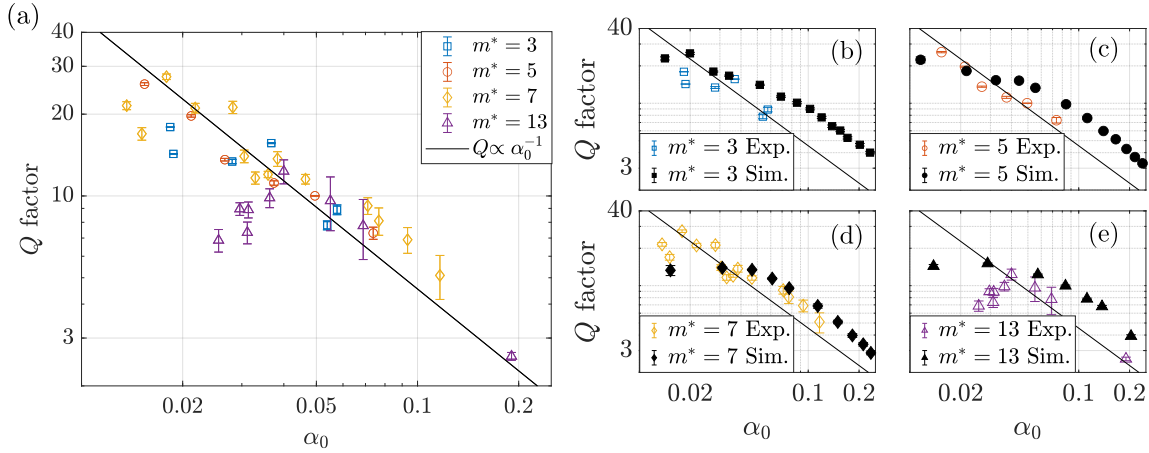 (a)
40
30
20
10
3
Q factor
0.02
0.05
0.1
0.2
α₀
m* = 3
m* = 5
m* = 7
m* = 13
Q ∝ α₀⁻¹
(b)
40
3
Q factor
m* = 3 Exp.
m* = 3 Sim.
(c)
m* = 5 Exp.
m* = 5 Sim.
(d)
40
3
Q factor
m* = 7 Exp.
m* = 7 Sim.
0.02
0.1
0.2
α₀
(e)
m* = 13 Exp.
m* = 13 Sim.
0.02
0.1
0.2
α₀